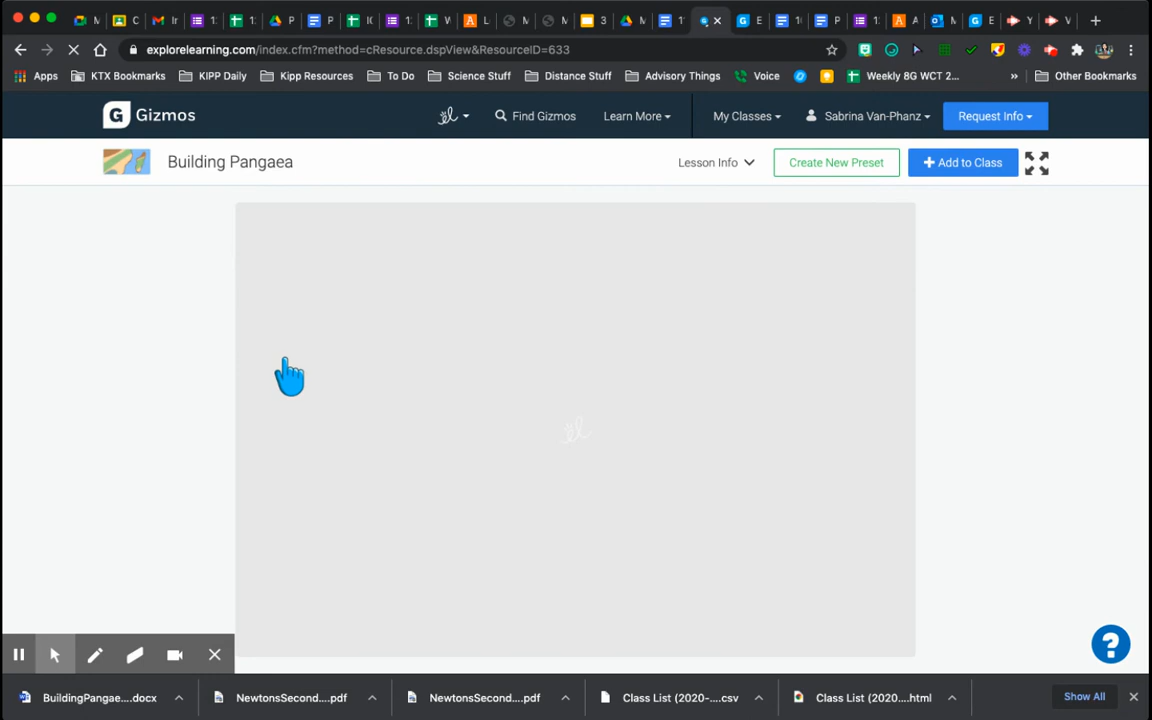 explorelearning.com/index.cfm?method=cResource.dspView&ResourceID=633
Apps KTX Bookmarks KIPP Daily Kipp Resources To Do Science Stuff Distance Stuff Advisory Things Voice Weekly 8G WCT 2... » Other Bookmarks
G Gizmos el Find Gizmos Learn More My Classes Sabrina Van-Phanz Request Info
Building Pangaea Lesson Info Create New Preset + Add to Class
el
?
BuildingPangae....docx NewtonsSecond....pdf NewtonsSecond....pdf Class List (2020-....csv Class List (2020....html Show All